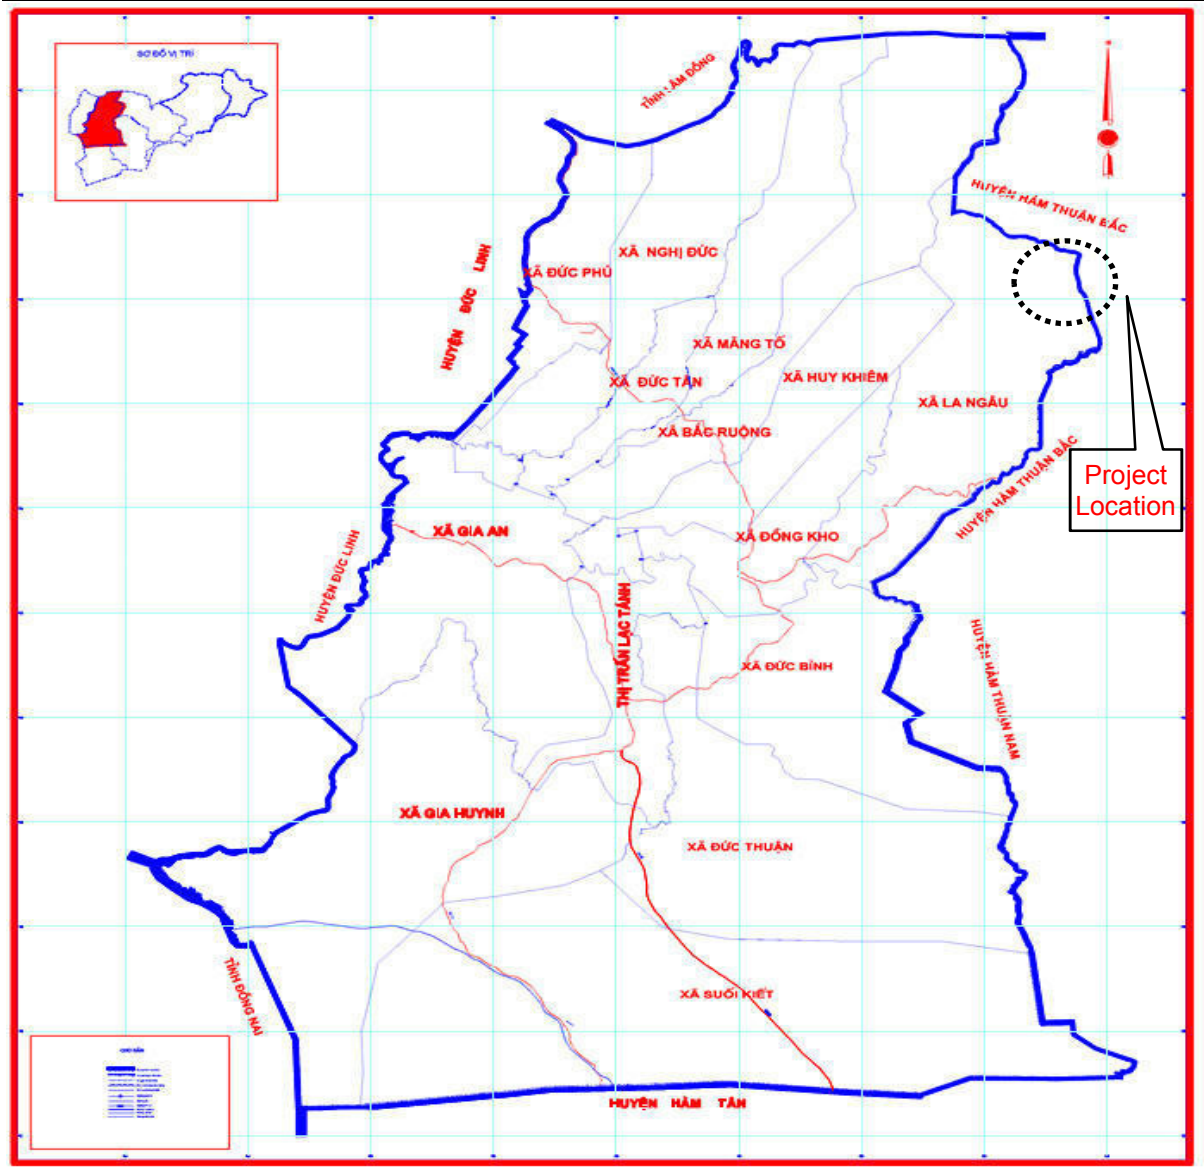 SƠ ĐỒ VỊ TRÍ
TỈNH LÂM ĐỒNG
HUYỆN HÀM THUẬN BẮC
HUYỆN ĐỨC LINH
XÃ NGHỊ ĐỨC
XÃ ĐỨC PHÚ
XÃ MĂNG TỐ
XÃ ĐỨC TÂN
XÃ HUY KHIÊM
XÃ LA NGÂU
XÃ BẮC RUỘNG
HUYỆN HÀM THUẬN BẮC
Project
Location
XÃ GIA AN
XÃ ĐỒNG KHO
HUYỆN ĐỨC LINH
THỊ TRẤN LẠC TÁNH
XÃ ĐỨC BÌNH
HUYỆN HÀM THUẬN NAM
XÃ GIA HUYNH
XÃ ĐỨC THUẬN
TỈNH ĐỒNG NAI
XÃ SUỐI KIẾT
HUYỆN HÀM TÂN